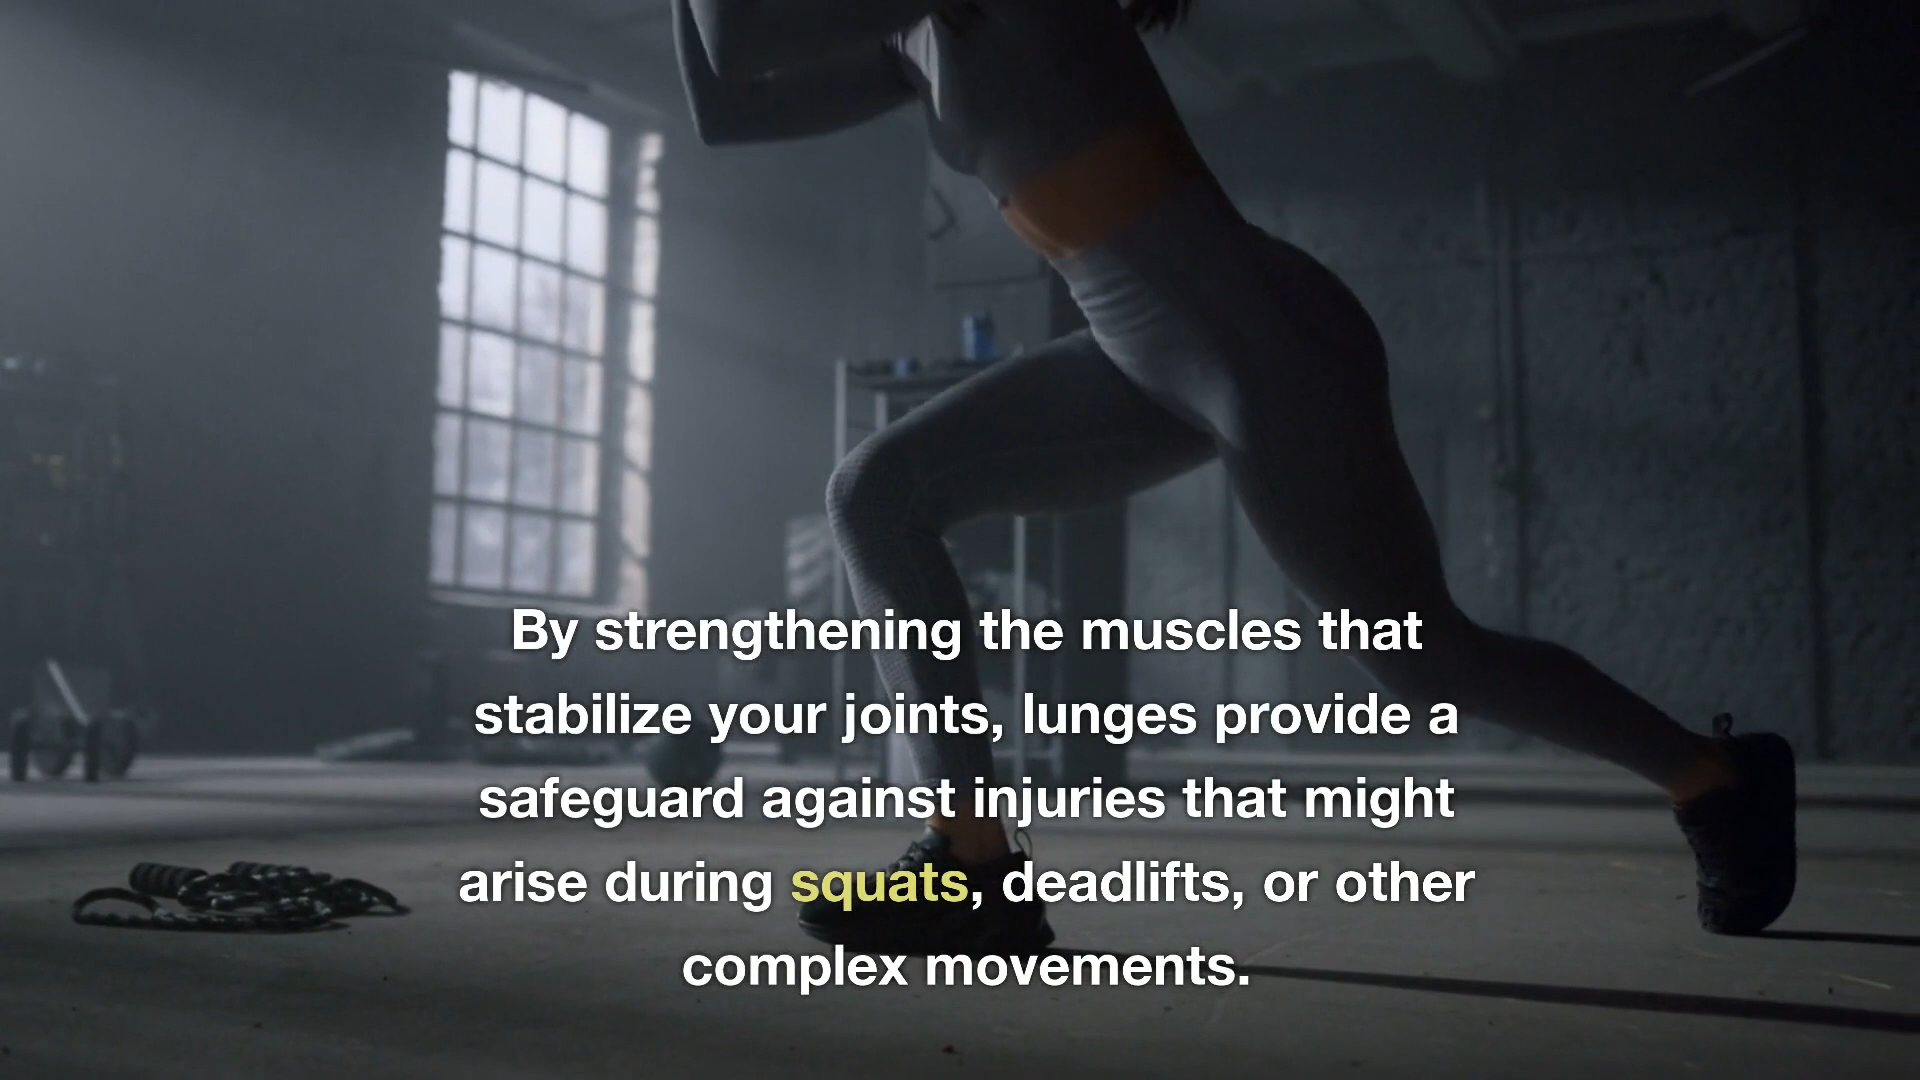 By strengthening the muscles that
stabilize your joints, lunges provide a
safeguard against injuries that might
arise during squats, deadlifts, or other
complex movements.